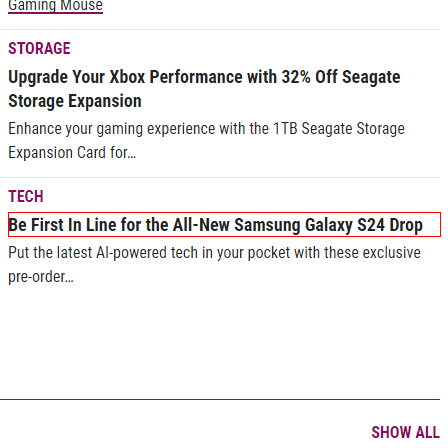 Gaming Mouse
STORAGE
Upgrade Your Xbox Performance with 32% Off Seagate
Storage Expansion
Enhance your gaming experience with the 1TB Seagate Storage
Expansion Card for...
TECH
Be First In Line for the All-New Samsung Galaxy S24 Drop
Put the latest AI-powered tech in your pocket with these exclusive
pre-order...
SHOW ALL